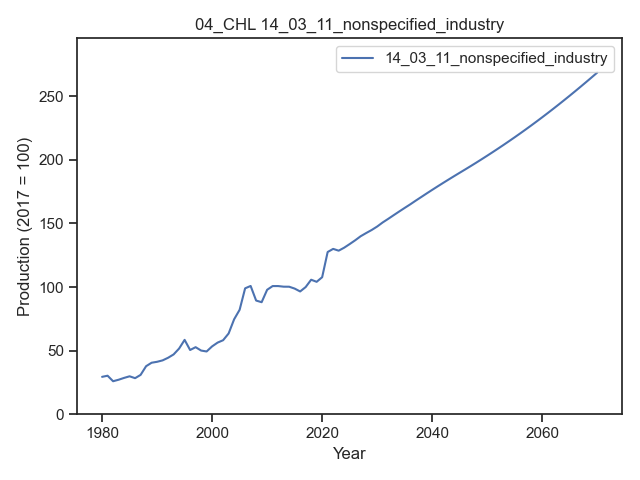 04_CHL 14_03_11_nonspecified_industry
14_03_11_nonspecified_industry
Production (2017 = 100)
250
200
150
100
50
0
1980 2000 2020 2040 2060
Year